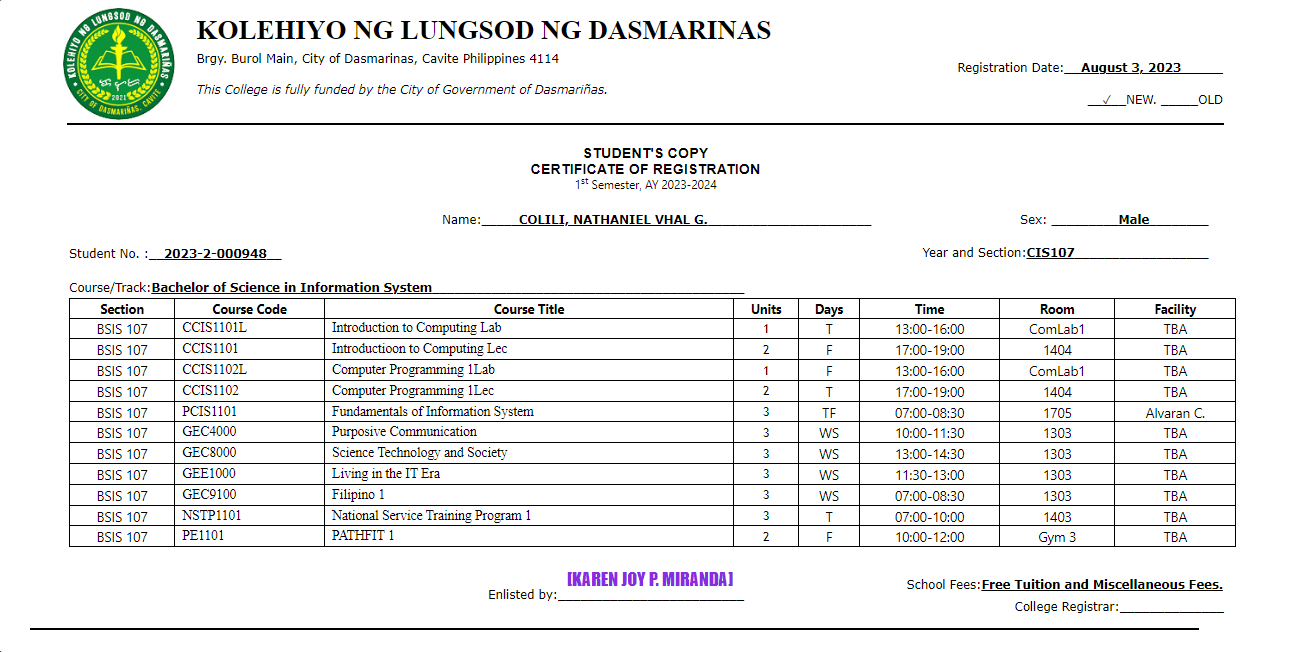 KOLEHIYO NG LUNGSOD NG DASMARIÑAS
CITY OF DASMARIÑAS, CAVITE
2021
KOLEHIYO NG LUNGSOD NG DASMARINAS
Brgy. Burol Main, City of Dasmarinas, Cavite Philippines 4114
This College is fully funded by the City of Government of Dasmariñas.
Registration Date:__August 3, 2023______
__✓__NEW. _____OLD
STUDENT'S COPY
CERTIFICATE OF REGISTRATION
1st Semester, AY 2023-2024
Name:_____COLILI, NATHANIEL VHAL G.______________________ Sex: _________Male________
Student No. :__2023-2-000948__ Year and Section:CIS107__________________
Course/Track:Bachelor of Science in Information System__________________________________________
Section Course Code Course Title Units Days Time Room Facility
BSIS 107 CCIS1101L Introduction to Computing Lab 1 T 13:00-16:00 ComLab1 TBA
BSIS 107 CCIS1101 Introductioon to Computing Lec 2 F 17:00-19:00 1404 TBA
BSIS 107 CCIS1102L Computer Programming 1Lab 1 F 13:00-16:00 ComLab1 TBA
BSIS 107 CCIS1102 Computer Programming 1Lec 2 T 17:00-19:00 1404 TBA
BSIS 107 PCIS1101 Fundamentals of Information System 3 TF 07:00-08:30 1705 Alvaran C.
BSIS 107 GEC4000 Purposive Communication 3 WS 10:00-11:30 1303 TBA
BSIS 107 GEC8000 Science Technology and Society 3 WS 13:00-14:30 1303 TBA
BSIS 107 GEE1000 Living in the IT Era 3 WS 11:30-13:00 1303 TBA
BSIS 107 GEC9100 Filipino 1 3 WS 07:00-08:30 1303 TBA
BSIS 107 NSTP1101 National Service Training Program 1 3 T 07:00-10:00 1403 TBA
BSIS 107 PE1101 PATHFIT 1 2 F 10:00-12:00 Gym 3 TBA
[KAREN JOY P. MIRANDA]
Enlisted by:_________________________
School Fees:Free Tuition and Miscellaneous Fees.
College Registrar:______________